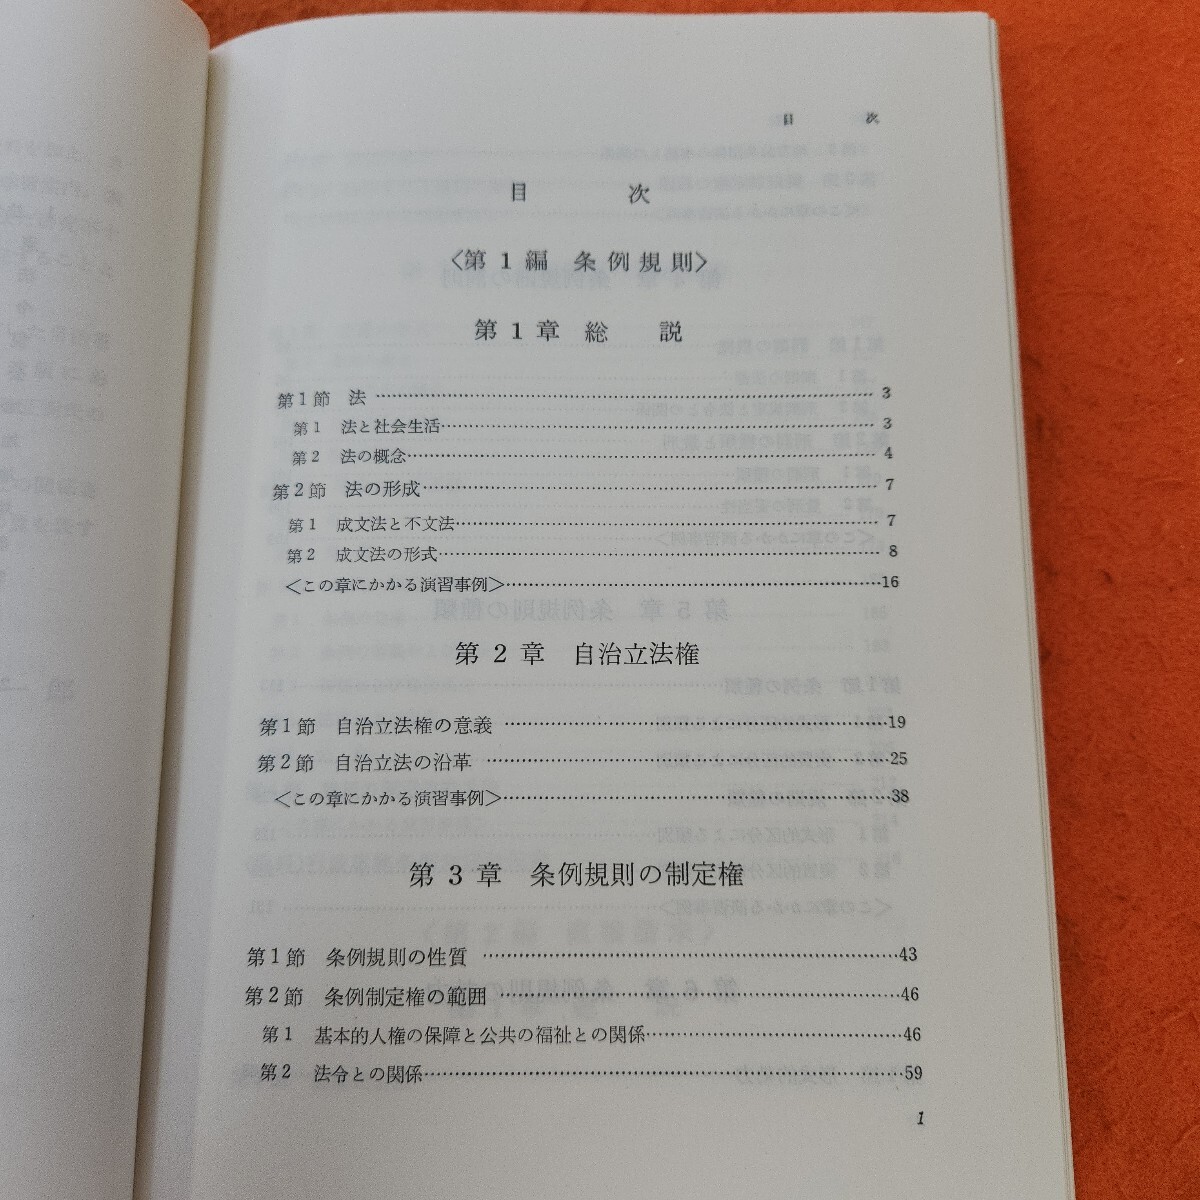 目 次
目 次
〈第1編 条例規則〉
第1章 総 説
第1節 法……3
第1 法と社会生活……3
第2 法の概念……4
第2節 法の形成……7
第1 成文法と不文法……7
第2 成文法の形式……8
〈この章にかかる演習事例〉……16
第2章 自治立法権
第1節 自治立法権の意義……19
第2節 自治立法の沿革……25
〈この章にかかる演習事例〉……38
第3章 条例規則の制定権
第1節 条例規則の性質……43
第2節 条例制定権の範囲……46
第1 基本的人権の保障と公共の福祉との関係……46
第2 法令との関係……59
1